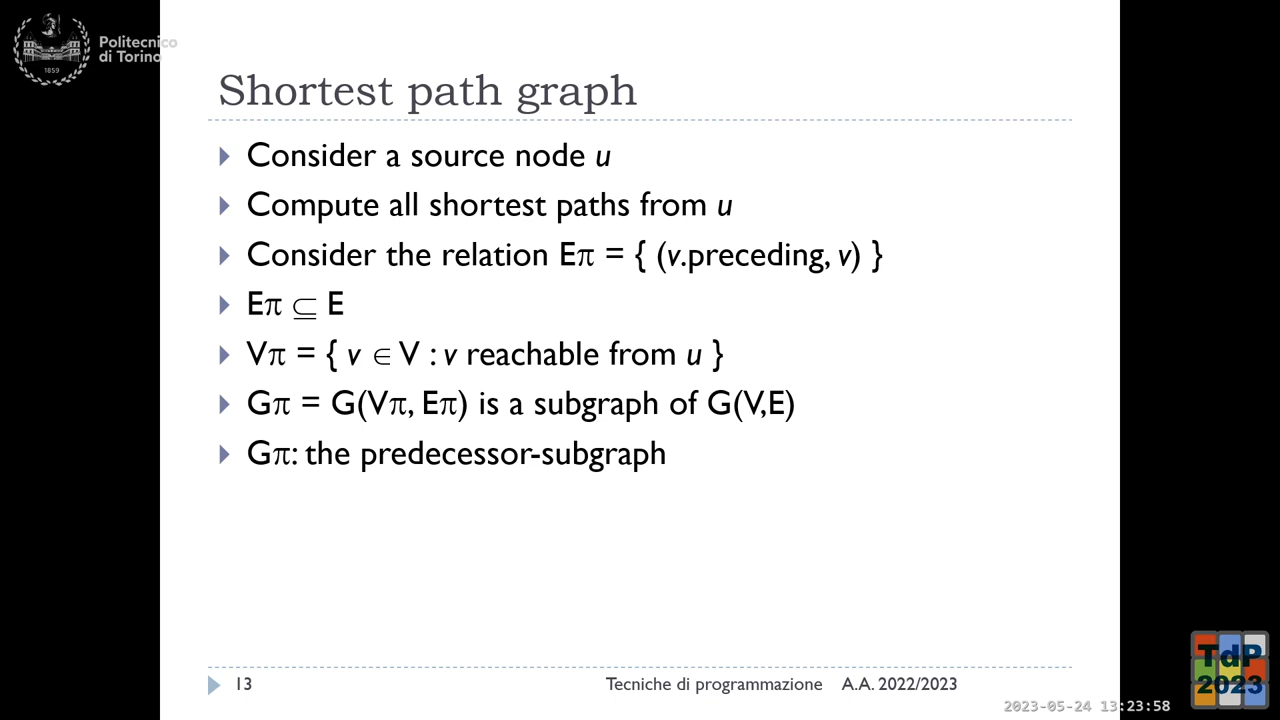 Politecnico
di Torino
1859
Shortest path graph
Consider a source node u
Compute all shortest paths from u
Consider the relation Eπ = { (v.preceding, v) }
Eπ ⊆ E
Vπ = { v ∈ V : v reachable from u }
Gπ = G(Vπ, Eπ) is a subgraph of G(V,E)
Gπ: the predecessor-subgraph
13
Tecniche di programmazione A.A. 2022/2023
TdP
2023
2023-05-24 13:23:58